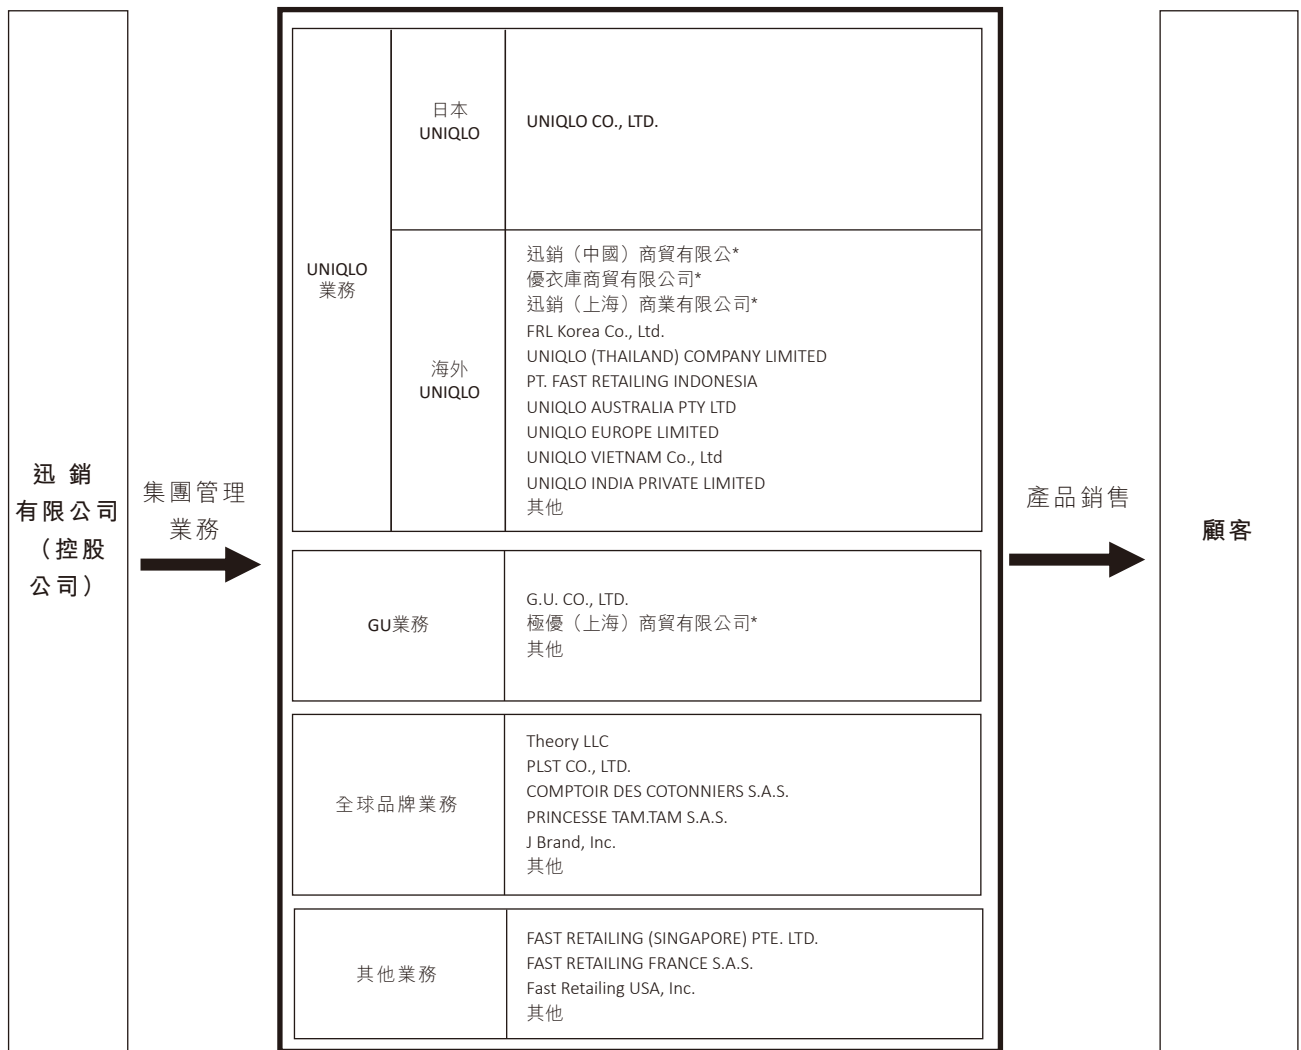 迅銷
有限公司
（控股
公司）
集團管理
業務
UNIQLO
業務
日本
UNIQLO
UNIQLO CO., LTD.
海外
UNIQLO
迅銷（中國）商貿有限公*
優衣庫商貿有限公司*
迅銷（上海）商業有限公司*
FRL Korea Co., Ltd.
UNIQLO (THAILAND) COMPANY LIMITED
PT. FAST RETAILING INDONESIA
UNIQLO AUSTRALIA PTY LTD
UNIQLO EUROPE LIMITED
UNIQLO VIETNAM Co., Ltd
UNIQLO INDIA PRIVATE LIMITED
其他
GU業務
G.U. CO., LTD.
極優（上海）商貿有限公司*
其他
全球品牌業務
Theory LLC
PLST CO., LTD.
COMPTOIR DES COTONNIERS S.A.S.
PRINCESSE TAM.TAM S.A.S.
J Brand, Inc.
其他
其他業務
FAST RETAILING (SINGAPORE) PTE. LTD.
FAST RETAILING FRANCE S.A.S.
Fast Retailing USA, Inc.
其他
產品銷售
顧客